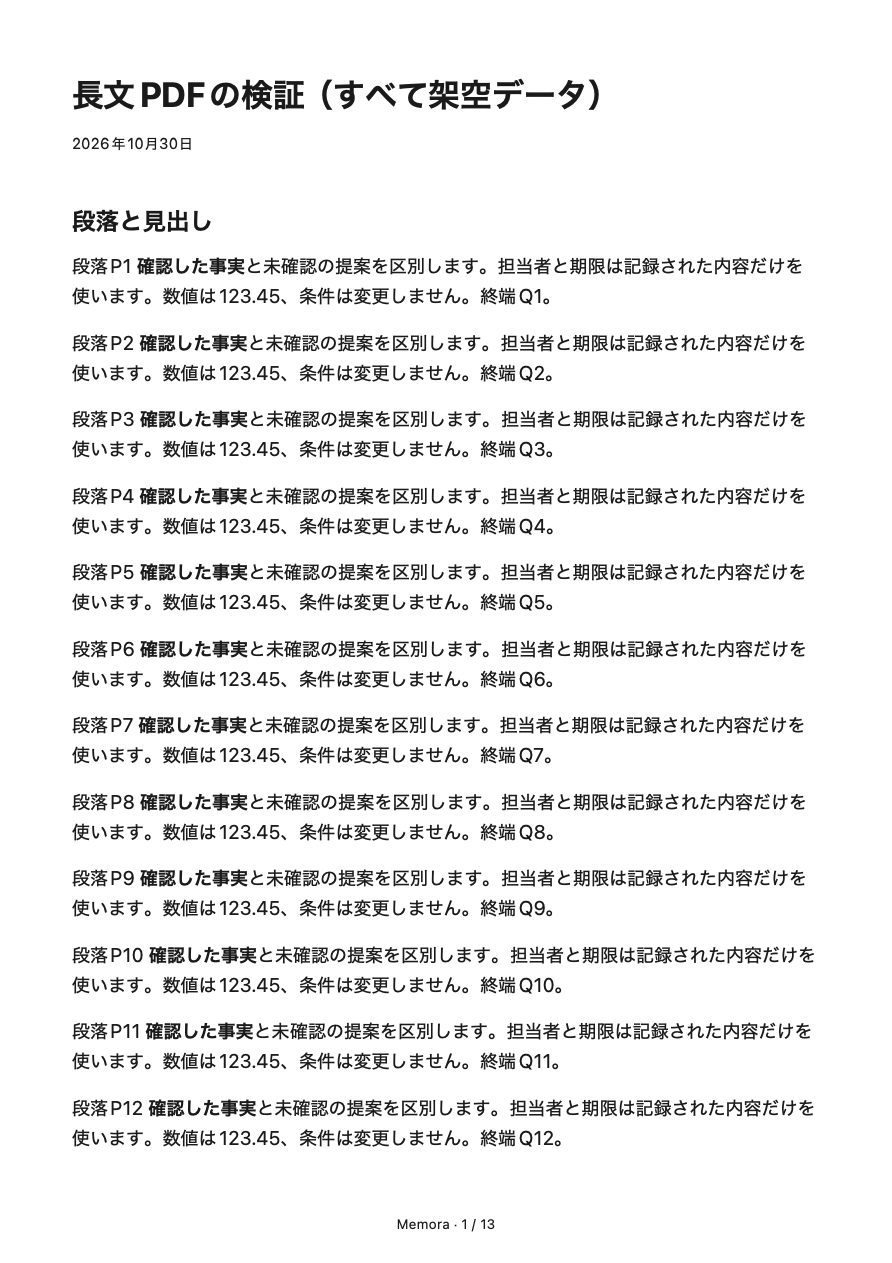 長文PDFの検証（すべて架空データ）
2026年10月30日
段落と見出し
段落P1 確認した事実と未確認の提案を区別します。担当者と期限は記録された内容だけを
使います。数値は123.45、条件は変更しません。終端Q1。
段落P2 確認した事実と未確認の提案を区別します。担当者と期限は記録された内容だけを
使います。数値は123.45、条件は変更しません。終端Q2。
段落P3 確認した事実と未確認の提案を区別します。担当者と期限は記録された内容だけを
使います。数値は123.45、条件は変更しません。終端Q3。
段落P4 確認した事実と未確認の提案を区別します。担当者と期限は記録された内容だけを
使います。数値は123.45、条件は変更しません。終端Q4。
段落P5 確認した事実と未確認の提案を区別します。担当者と期限は記録された内容だけを
使います。数値は123.45、条件は変更しません。終端Q5。
段落P6 確認した事実と未確認の提案を区別します。担当者と期限は記録された内容だけを
使います。数値は123.45、条件は変更しません。終端Q6。
段落P7 確認した事実と未確認の提案を区別します。担当者と期限は記録された内容だけを
使います。数値は123.45、条件は変更しません。終端Q7。
段落P8 確認した事実と未確認の提案を区別します。担当者と期限は記録された内容だけを
使います。数値は123.45、条件は変更しません。終端Q8。
段落P9 確認した事実と未確認の提案を区別します。担当者と期限は記録された内容だけを
使います。数値は123.45、条件は変更しません。終端Q9。
段落P10 確認した事実と未確認の提案を区別します。担当者と期限は記録された内容だけを
使います。数値は123.45、条件は変更しません。終端Q10。
段落P11 確認した事実と未確認の提案を区別します。担当者と期限は記録された内容だけを
使います。数値は123.45、条件は変更しません。終端Q11。
段落P12 確認した事実と未確認の提案を区別します。担当者と期限は記録された内容だけを
使います。数値は123.45、条件は変更しません。終端Q12。
Memora · 1 / 13